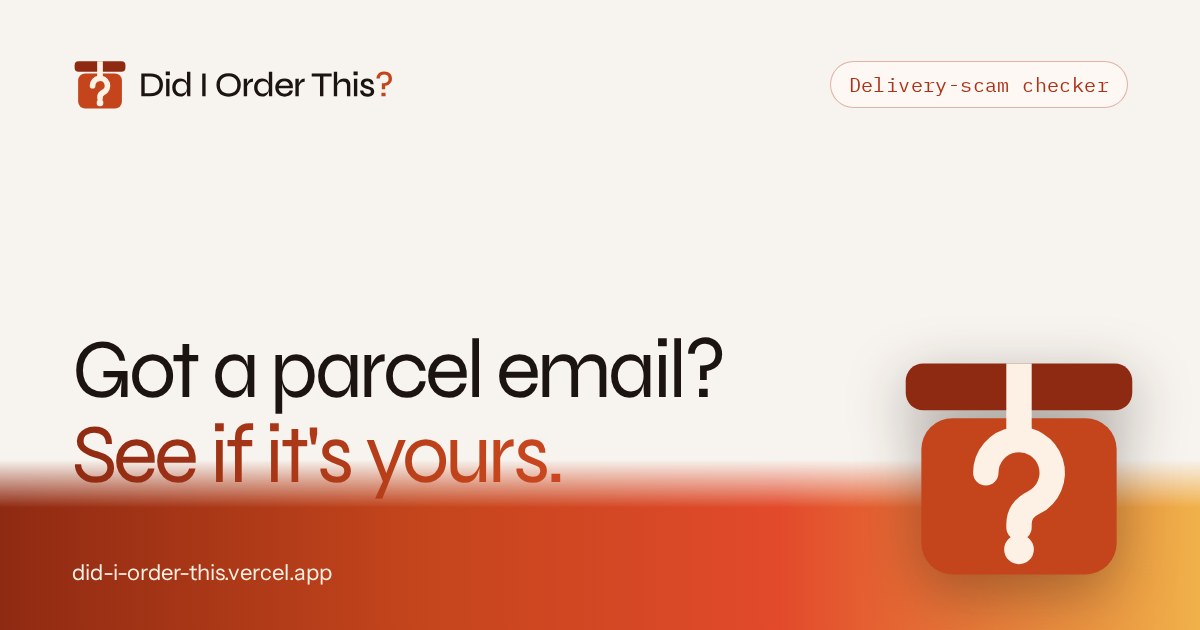 Did I Order This?
Delivery-scam checker
Got a parcel email?
See if it's yours.
did-i-order-this.vercel.app